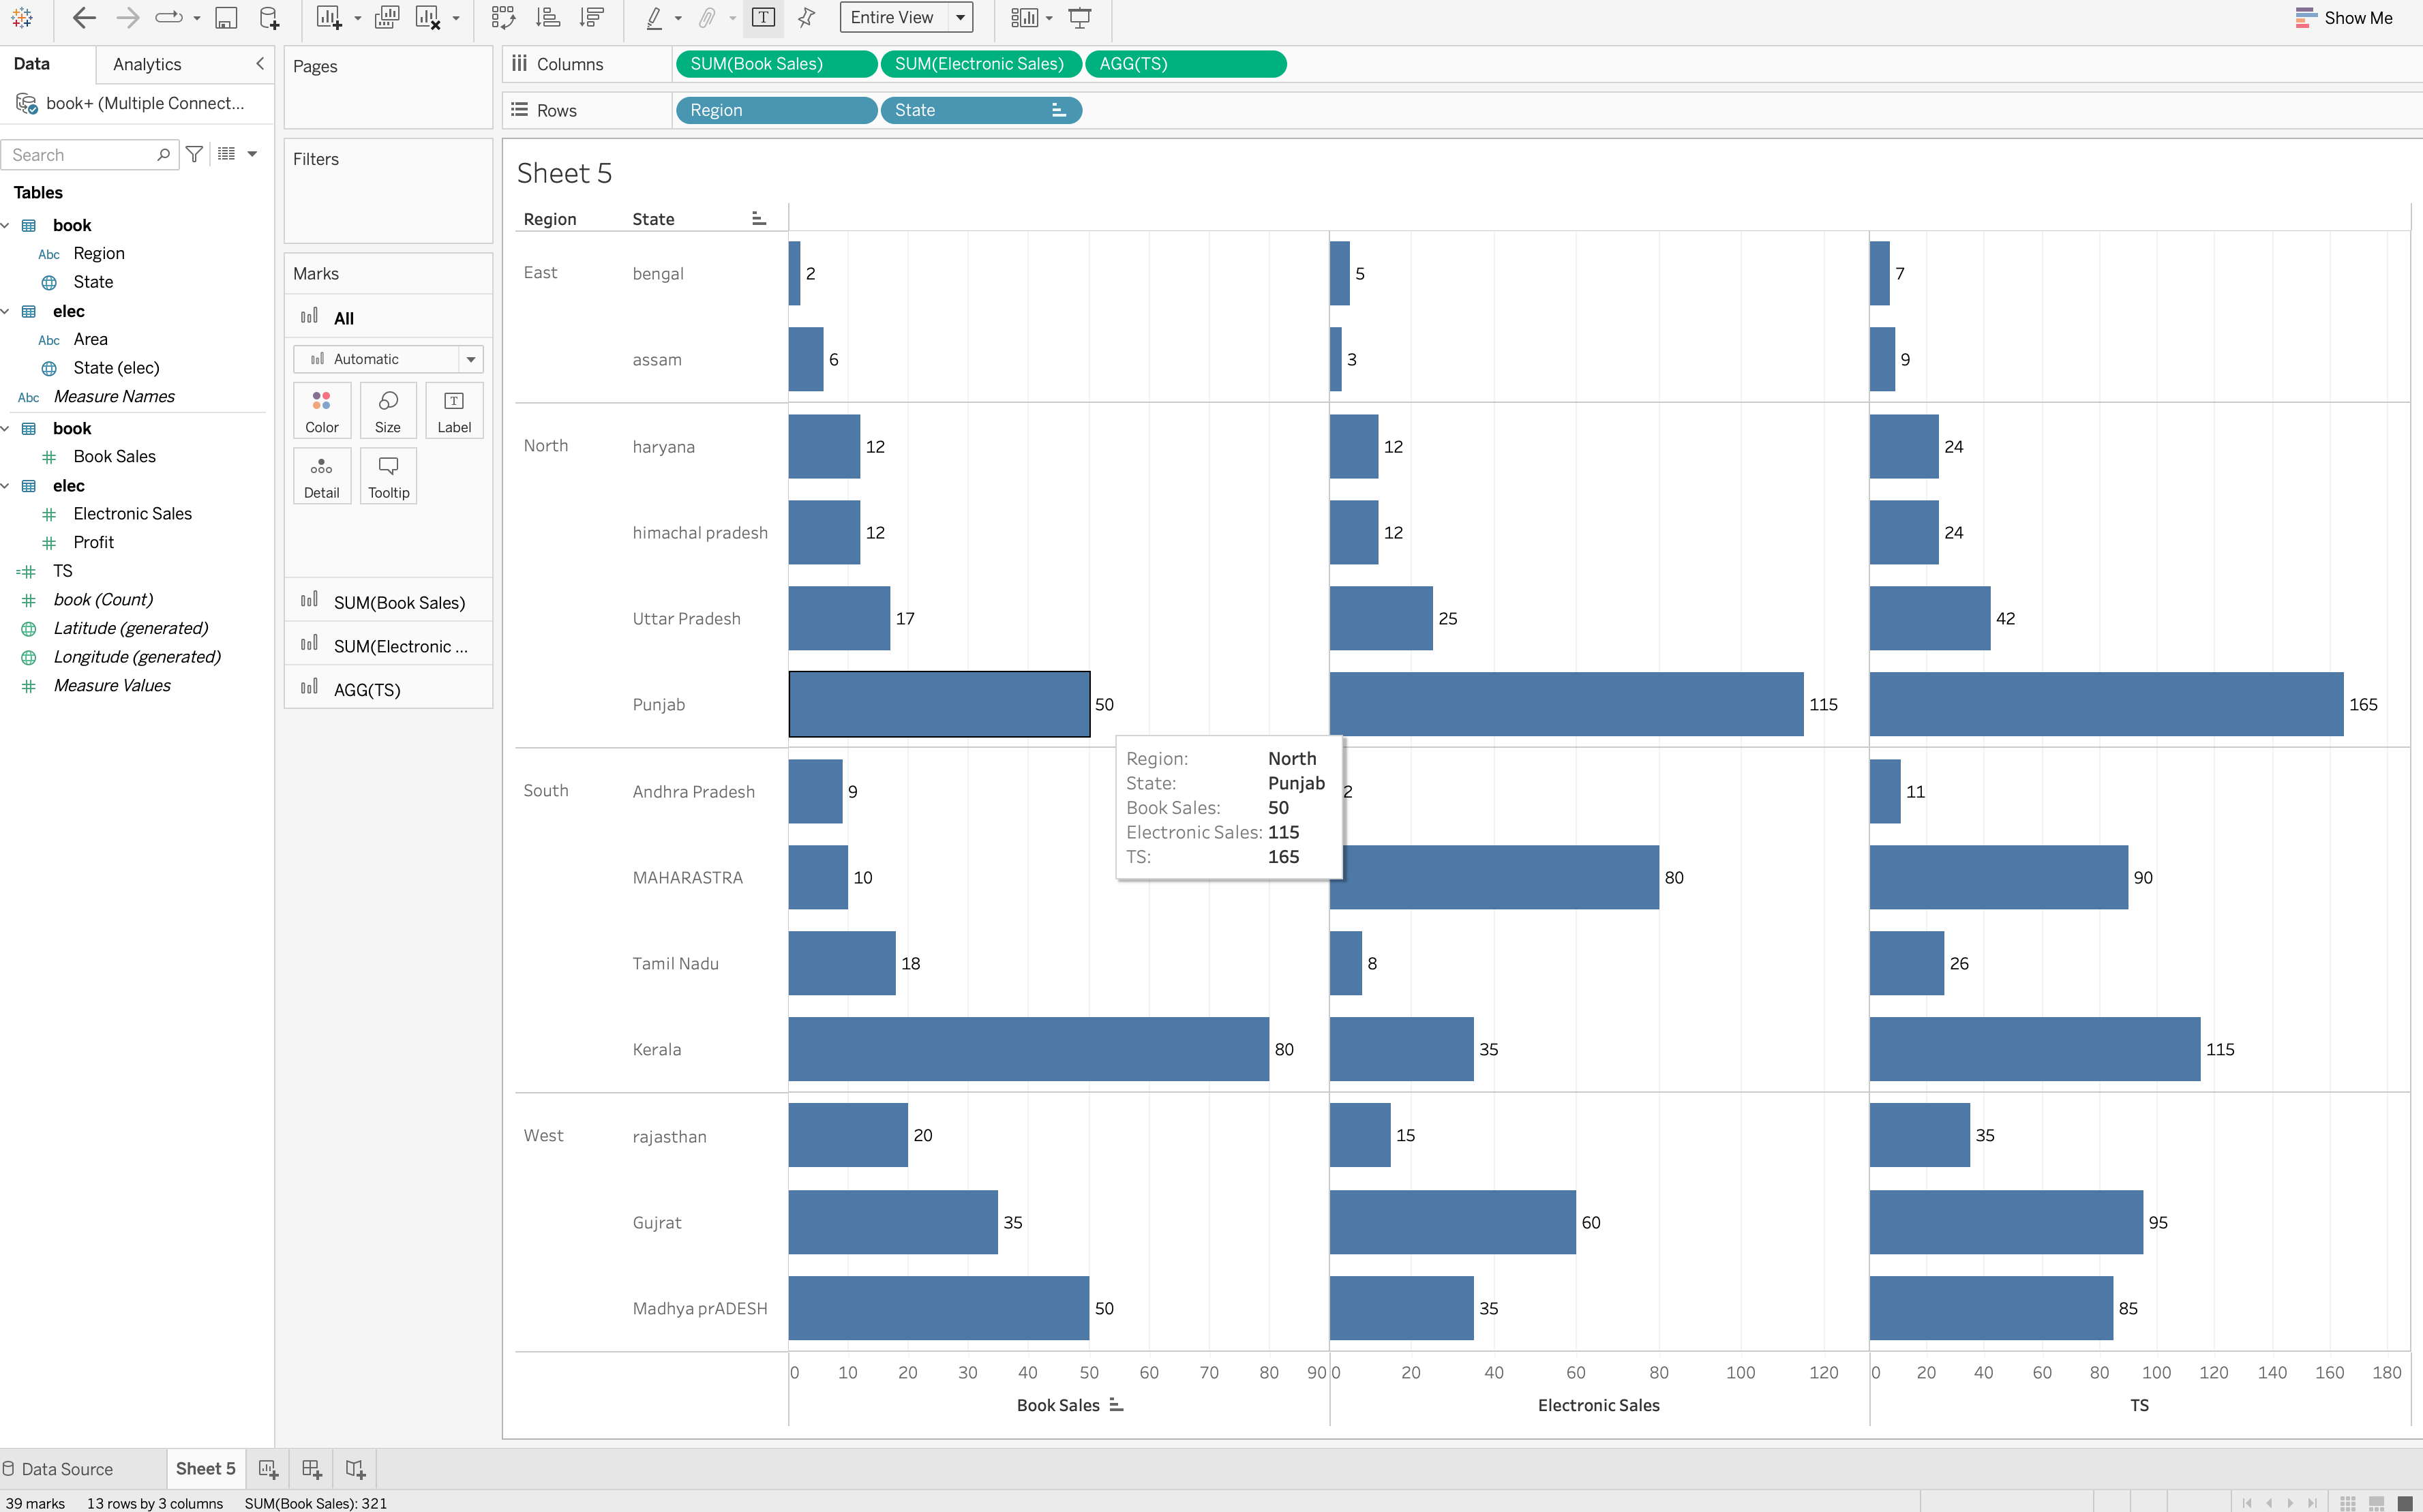 Entire View
Show Me
Data
Analytics
book+ (Multiple Connect...
Search
Tables
book
Abc Region
State
elec
Abc Area
State (elec)
Abc Measure Names
book
Book Sales
elec
Electronic Sales
Profit
TS
book (Count)
Latitude (generated)
Longitude (generated)
Measure Values
Pages
Filters
Marks
All
Automatic
Color Size Label
Detail Tooltip
SUM(Book Sales)
SUM(Electronic ...
AGG(TS)
Columns SUM(Book Sales) SUM(Electronic Sales) AGG(TS)
Rows Region State
Sheet 5
Region State
East bengal 2 5 7
assam 6 3 9
North haryana 12 12 24
himachal pradesh 12 12 24
Uttar Pradesh 17 25 42
Punjab 50 115 165
South Andhra Pradesh 9 2 11
MAHARASTRA 10 80 90
Tamil Nadu 18 8 26
Kerala 80 35 115
West rajasthan 20 15 35
Gujrat 35 60 95
Madhya prADESH 50 35 85
Region: North
State: Punjab
Book Sales: 50
Electronic Sales: 115
TS: 165
0 10 20 30 40 50 60 70 80 90 0 20 40 60 80 100 120 0 20 40 60 80 100 120 140 160 180
Book Sales Electronic Sales TS
Data Source Sheet 5
39 marks 13 rows by 3 columns SUM(Book Sales): 321